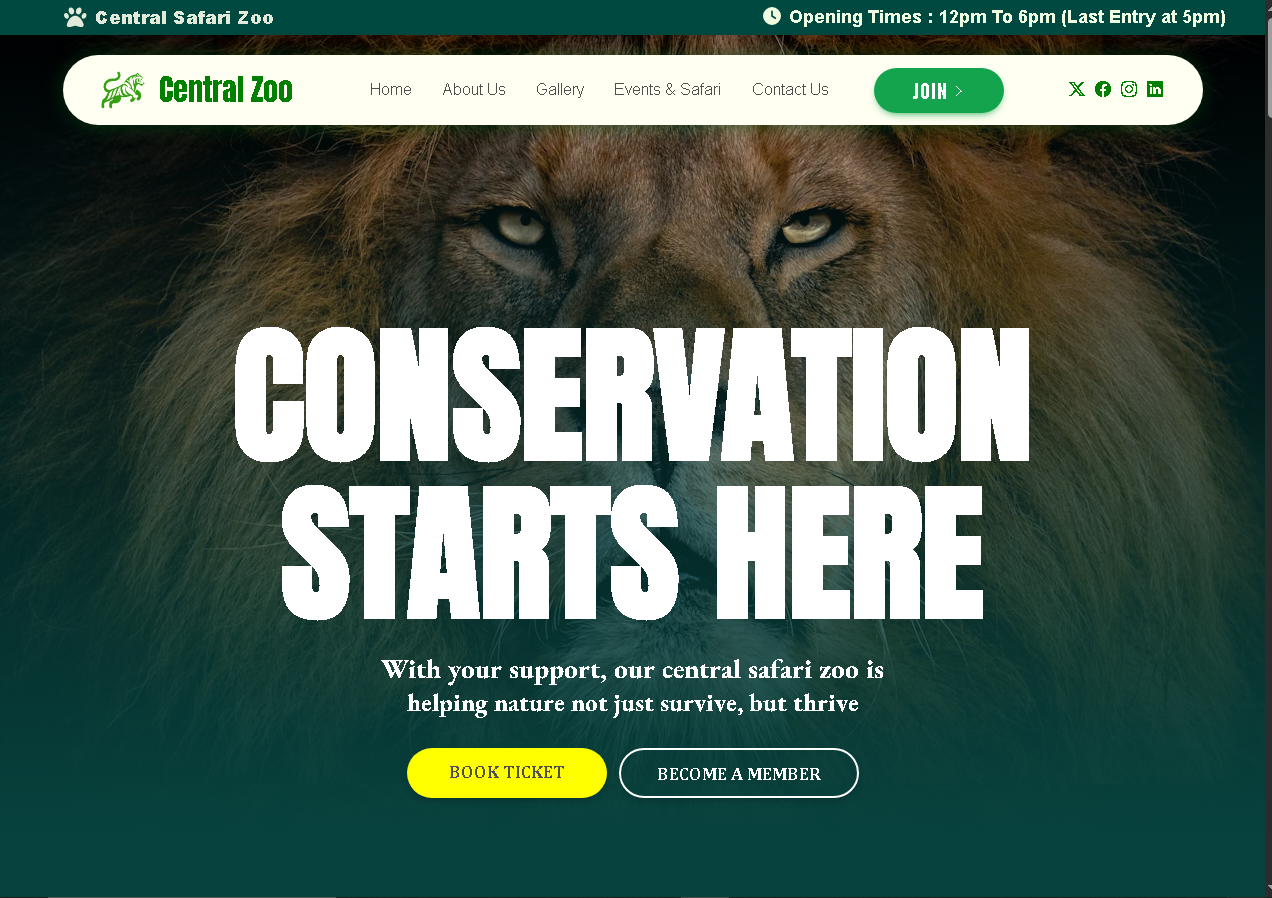 Central Safari Zoo
Opening Times : 12pm To 6pm (Last Entry at 5pm)
Central Zoo
Home
About Us
Gallery
Events & Safari
Contact Us
JOIN
CONSERVATION
STARTS HERE
With your support, our central safari zoo is
helping nature not just survive, but thrive
BOOK TICKET
BECOME A MEMBER